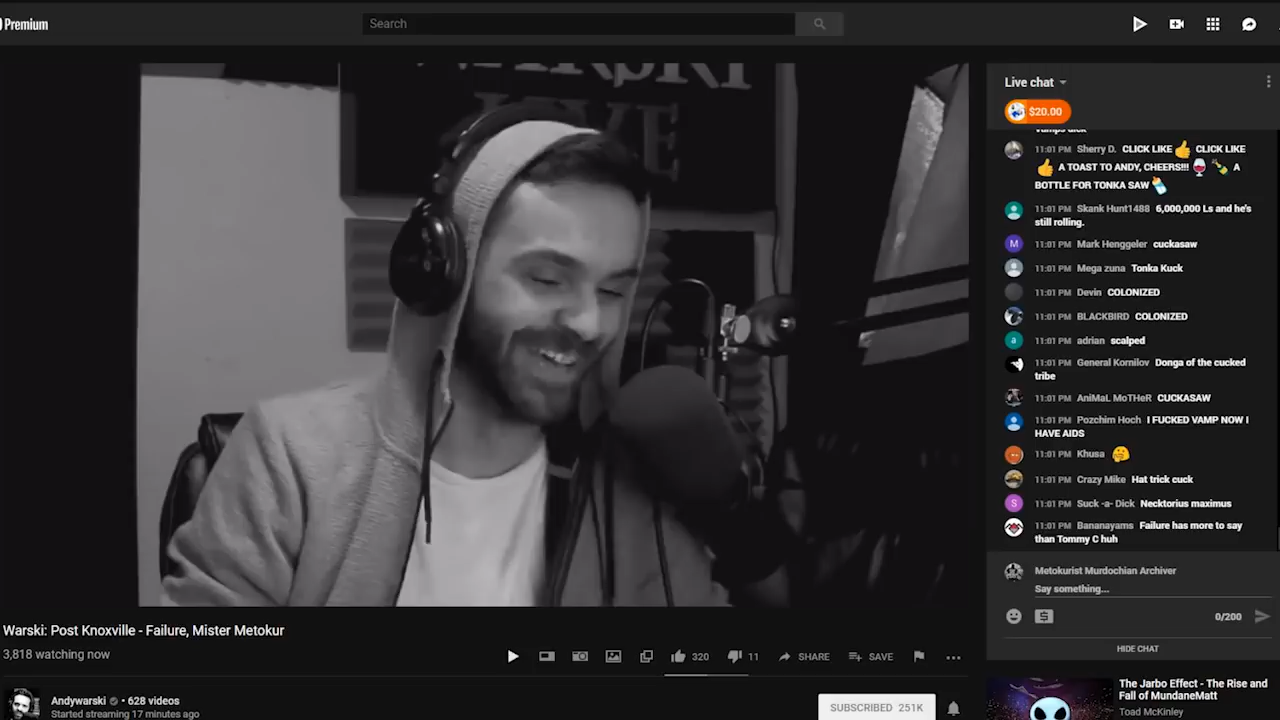 Premium
Search
WARSKI
LIVE
Live chat
$20.00
vamps dick
11:01 PM Sherry D. CLICK LIKE 👍 CLICK LIKE
👍 A TOAST TO ANDY, CHEERS!!! 🍷 🍾 A
BOTTLE FOR TONKA SAW 🍼
11:01 PM Skank Hunt1488 6,000,000 Ls and he's
still rolling.
M
11:01 PM Mark Henggeler cuckasaw
11:01 PM Mega zuna Tonka Kuck
11:01 PM Devin COLONIZED
11:01 PM BLACKBIRD COLONIZED
a
11:01 PM adrian scalped
11:01 PM General Kornilov Donga of the cucked
tribe
11:01 PM AniMaL MoTHeR CUCKASAW
11:01 PM Pozchim Hoch I FUCKED VAMP NOW I
HAVE AIDS
11:01 PM Khusa 🤔
11:01 PM Crazy Mike Hat trick cuck
S
11:01 PM Suck -a- Dick Necktorius maximus
11:01 PM Bananayams Failure has more to say
than Tommy C huh
Metokurist Murdochian Archiver
Say something...
0/200
HIDE CHAT
Warski: Post Knoxville - Failure, Mister Metokur
3,818 watching now
320
11
SHARE
SAVE
Andywarski • 628 videos
Started streaming 17 minutes ago
SUBSCRIBED 251K
The Jarbo Effect - The Rise and
Fall of MundaneMatt
Toad McKinley